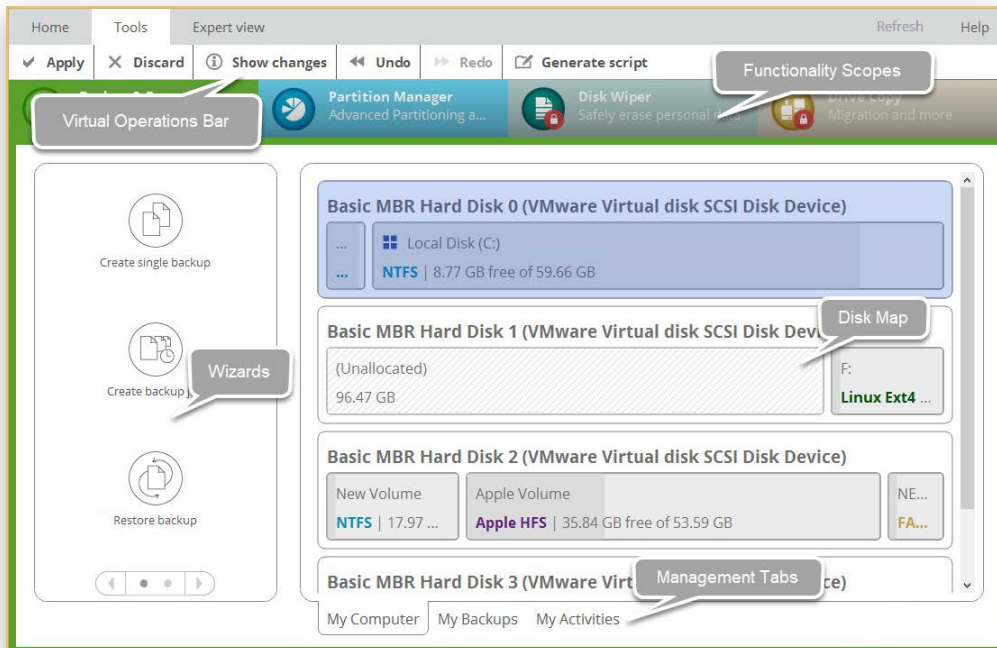 Home Tools Expert view Refresh Help
Apply Discard Show changes Undo Redo Generate script
Functionality Scopes
Virtual Operations Bar
Partition Manager
Advanced Partitioning a...
Disk Wiper
Safely erase personal data
Drive Copy
Migration and more
Create single backup
Create backup
Wizards
Restore backup
Basic MBR Hard Disk 0 (VMware Virtual disk SCSI Disk Device)
... Local Disk (C:)
... NTFS | 8.77 GB free of 59.66 GB
Basic MBR Hard Disk 1 (VMware Virtual disk SCSI Disk
Disk Map
(Unallocated) F:
96.47 GB Linux Ext4 ...
Basic MBR Hard Disk 2 (VMware Virtual disk SCSI Disk Device)
New Volume Apple Volume NE...
NTFS | 17.97 ... Apple HFS | 35.84 GB free of 53.59 GB FA...
Basic MBR Hard Disk 3 (VMware
Management Tabs
My Computer My Backups My Activities